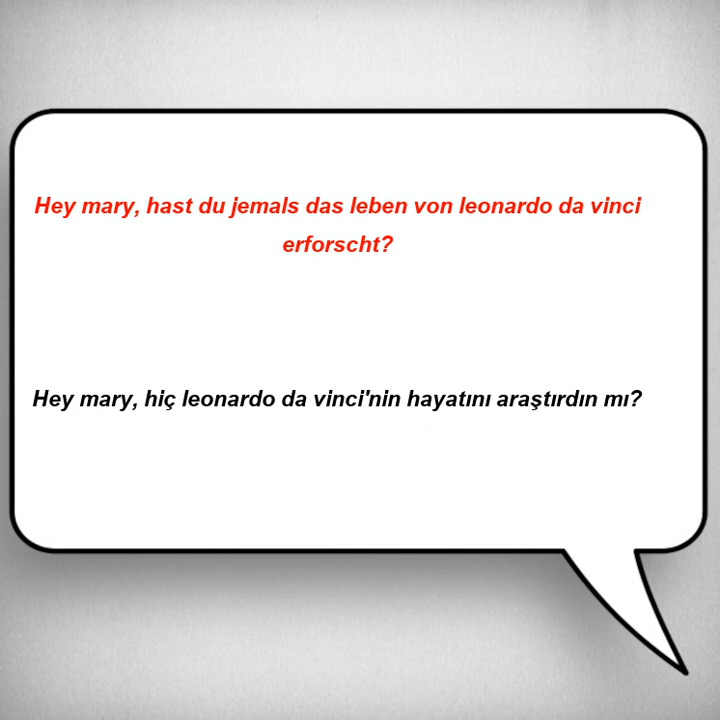 Hey mary, hast du jemals das leben von leonardo da vinci
erforscht?
Hey mary, hiç leonardo da vinci'nin hayatını araştırdın mı?